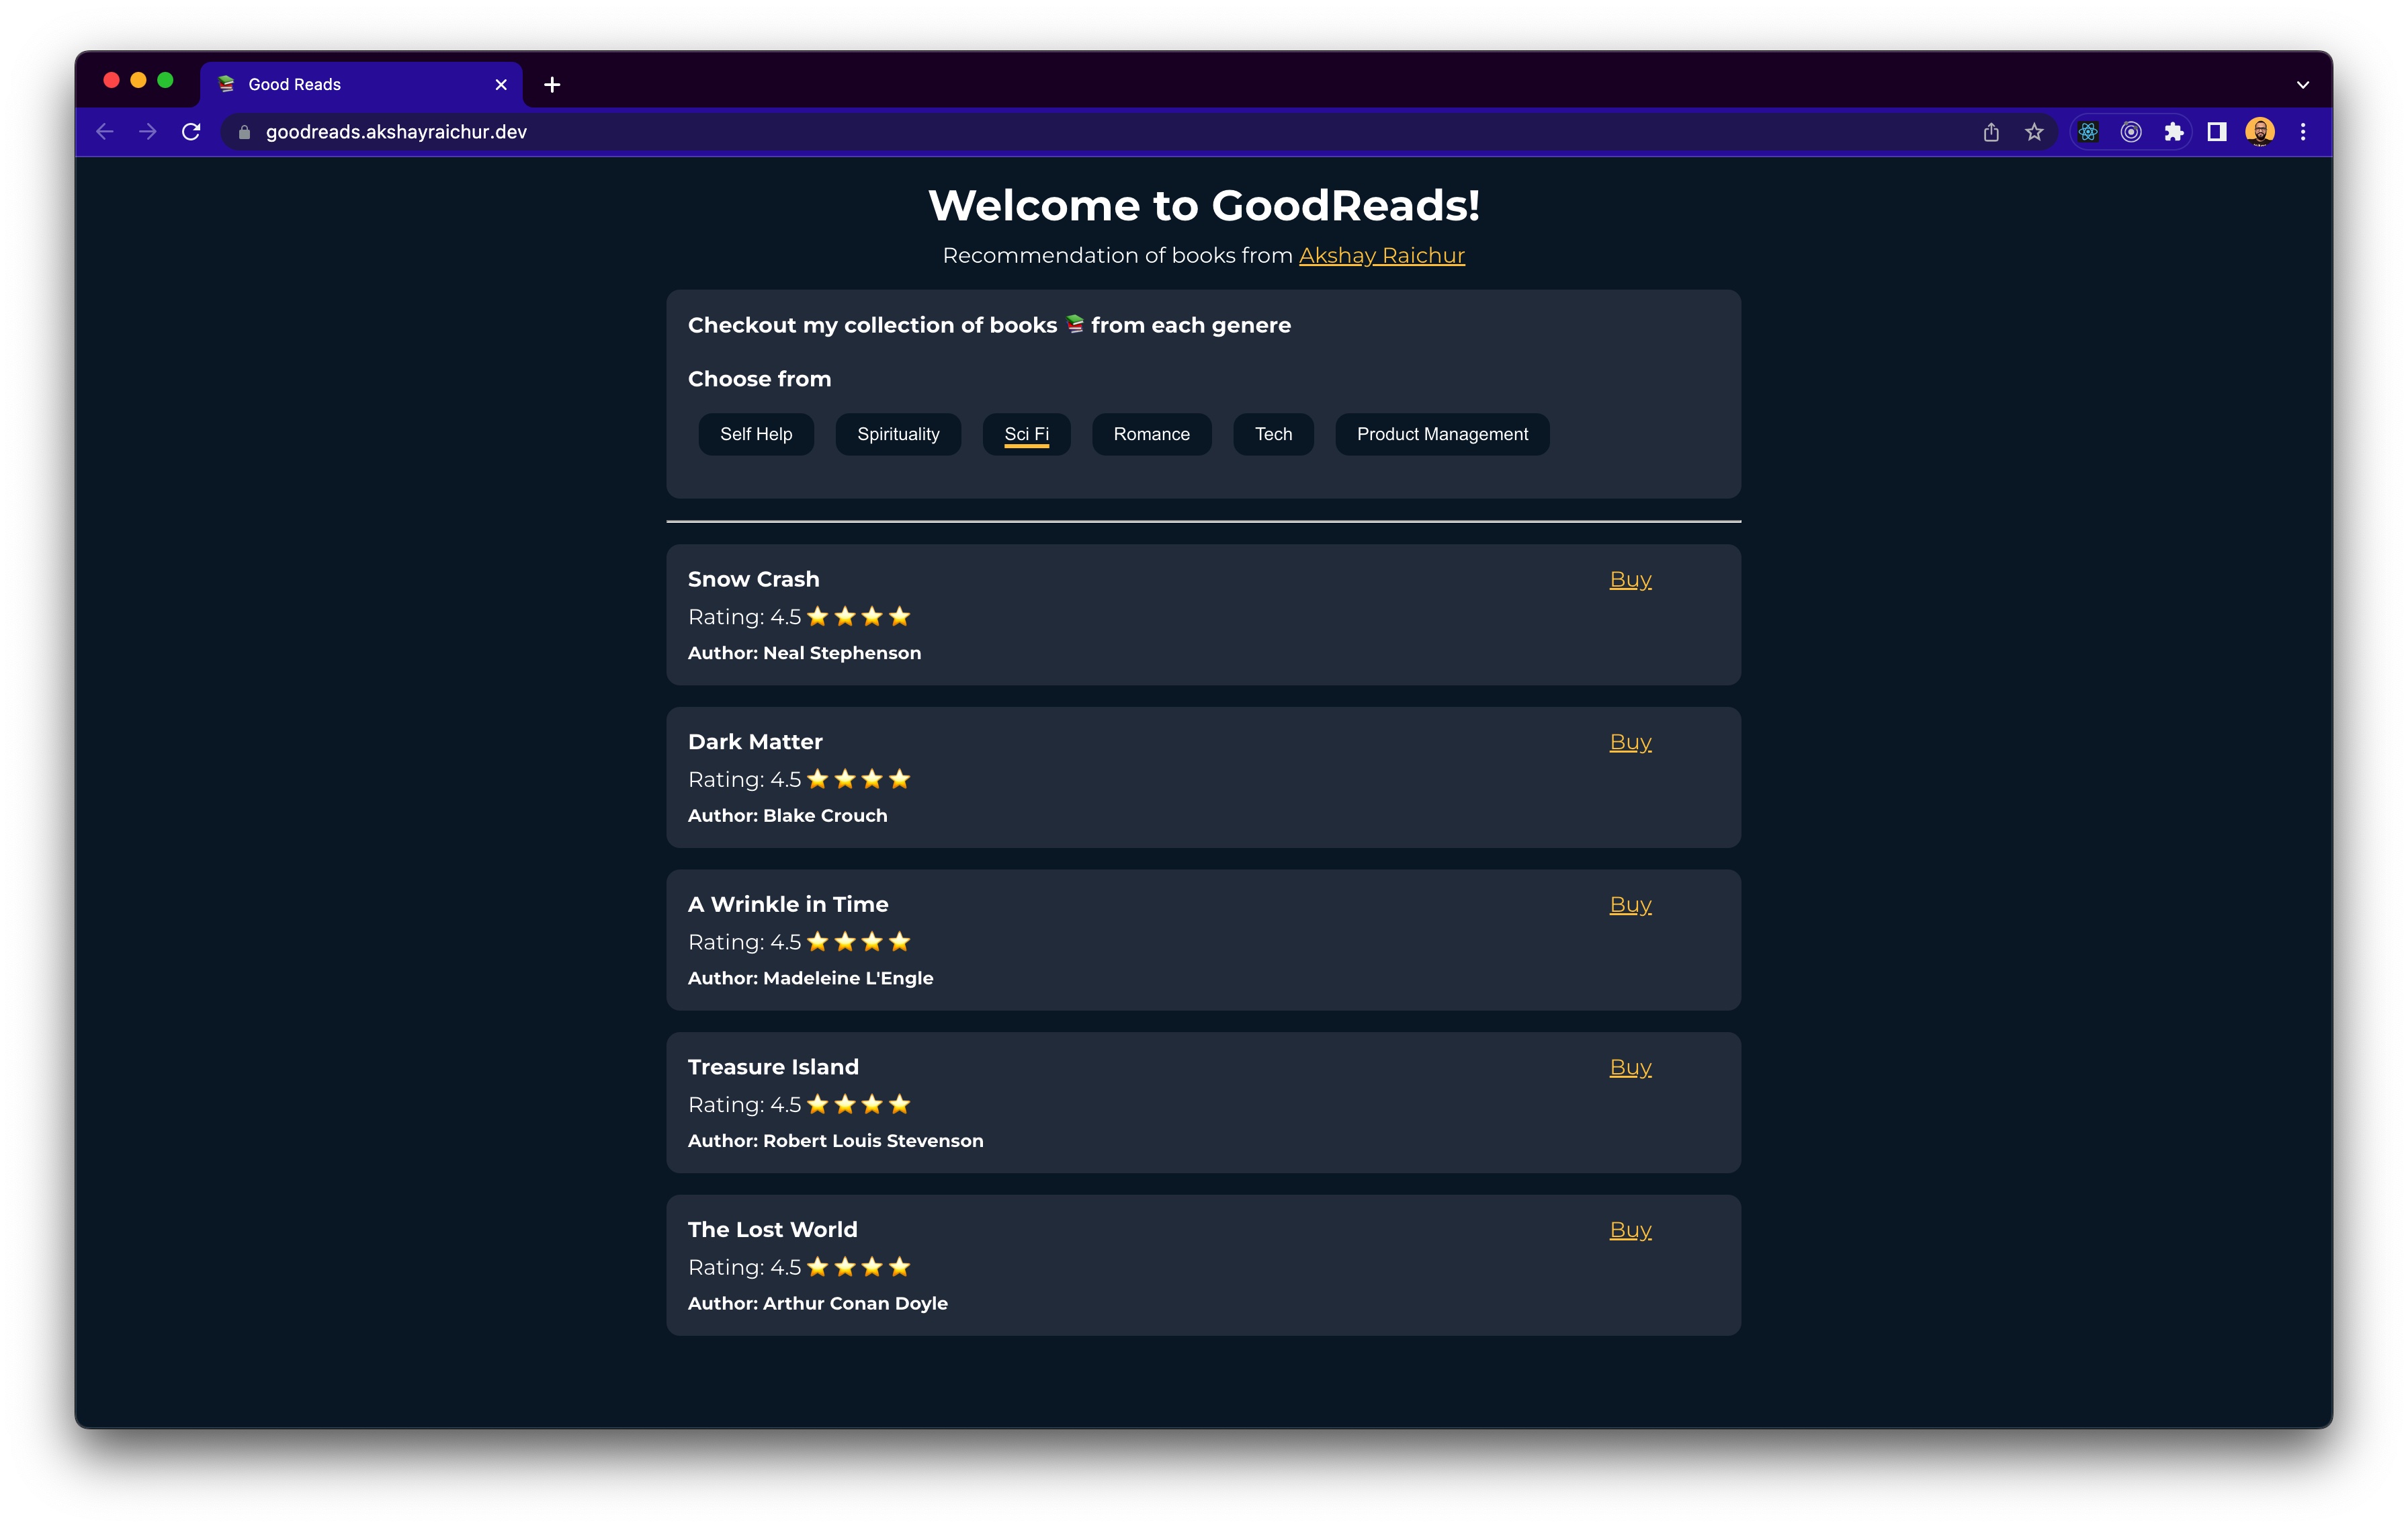 Good Reads
goodreads.akshayraichur.dev
Welcome to GoodReads!
Recommendation of books from Akshay Raichur
Checkout my collection of books 📚 from each genere
Choose from
Self Help Spirituality Sci Fi Romance Tech Product Management
Snow Crash Buy
Rating: 4.5 ⭐⭐⭐⭐
Author: Neal Stephenson
Dark Matter Buy
Rating: 4.5 ⭐⭐⭐⭐
Author: Blake Crouch
A Wrinkle in Time Buy
Rating: 4.5 ⭐⭐⭐⭐
Author: Madeleine L'Engle
Treasure Island Buy
Rating: 4.5 ⭐⭐⭐⭐
Author: Robert Louis Stevenson
The Lost World Buy
Rating: 4.5 ⭐⭐⭐⭐
Author: Arthur Conan Doyle